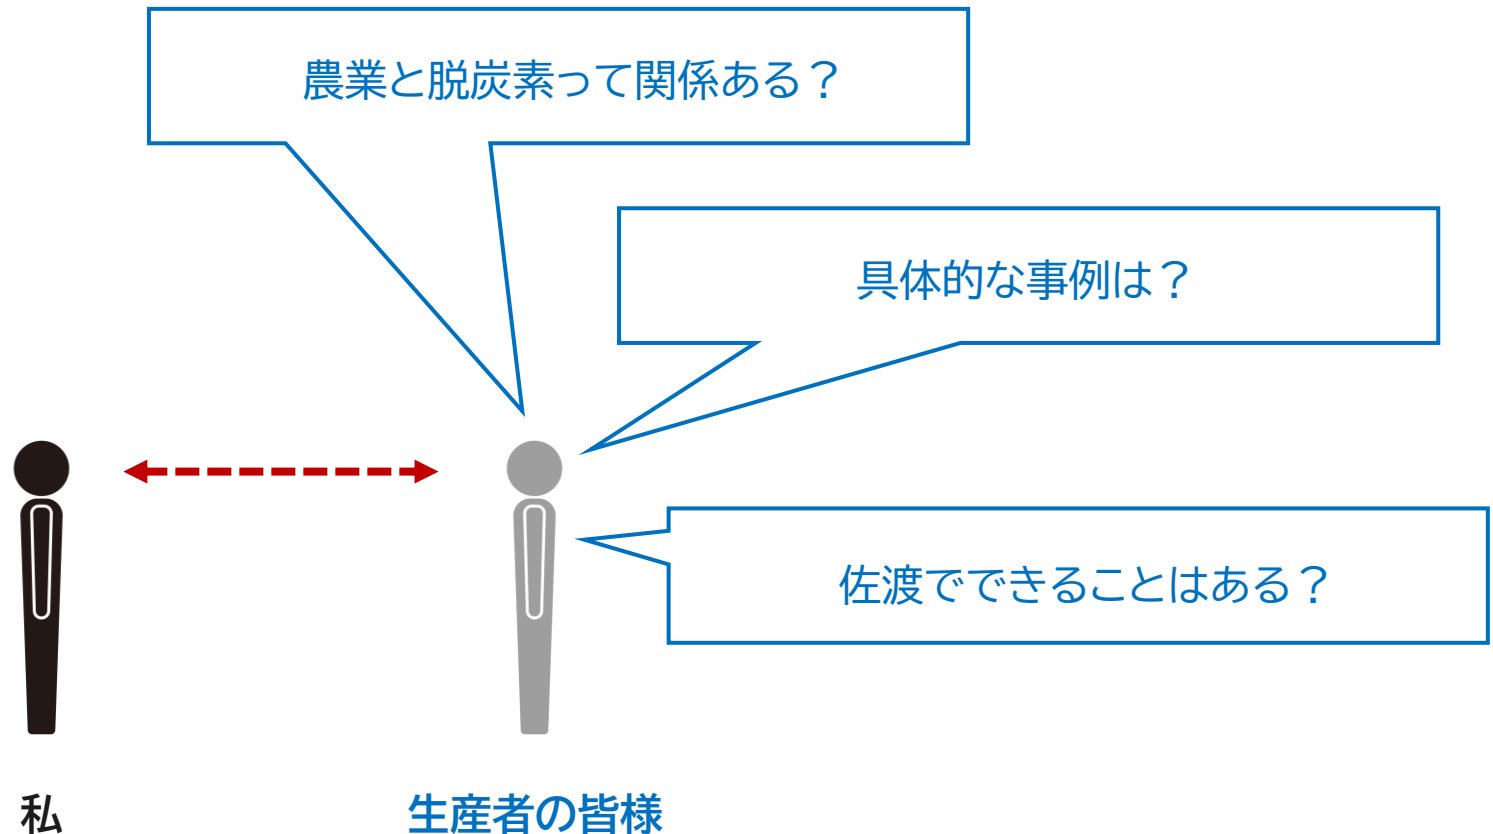 農業と脱炭素って関係ある？
具体的な事例は？
佐渡でできることはある？
私
生産者の皆様